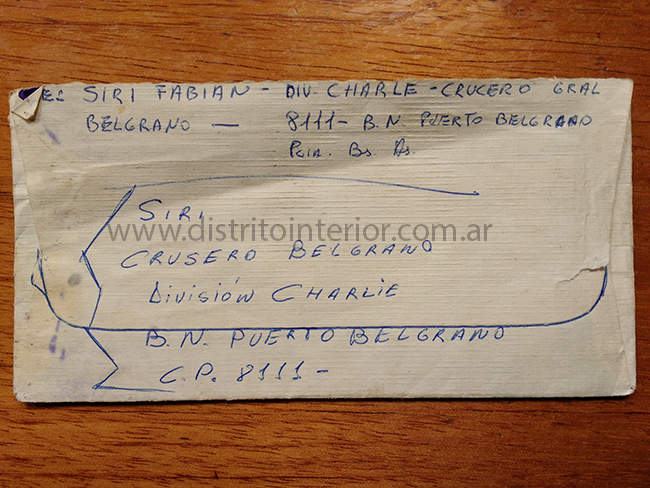 E: SIRI FABIAN - DIV. CHARLE - CRUCERO GRAL
BELGRANO — 8111 - B.N. PUERTO BELGRANO
Pcia. Bs. As.
SIRI
www.distritointerior.com.ar
CRUSERO BELGRANO
DIVISIÓN CHARLIE
B.N. PUERTO BELGRANO
C.P. 8111 -